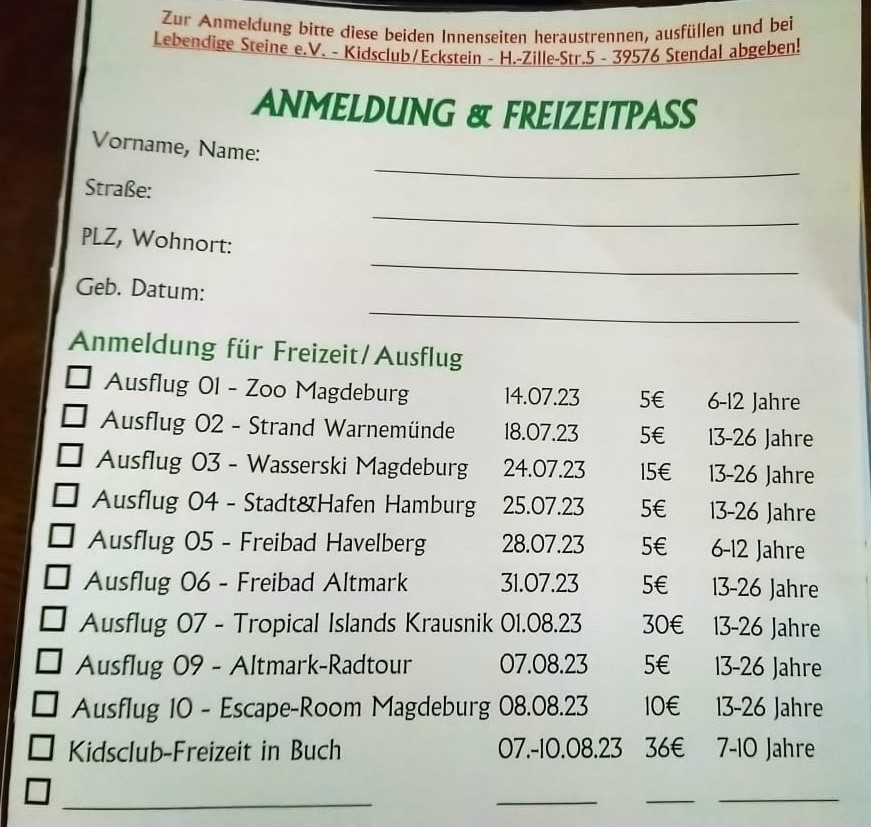 Zur Anmeldung bitte diese beiden Innenseiten heraustrennen, ausfüllen und bei
Lebendige Steine e.V. - Kidsclub/Eckstein - H.-Zille-Str.5 - 39576 Stendal abgeben!
ANMELDUNG & FREIZEITPASS
Vorname, Name:
Straße:
PLZ, Wohnort:
Geb. Datum:
Anmeldung für Freizeit/Ausflug
Ausflug 01 - Zoo Magdeburg 14.07.23 5€ 6-12 Jahre
Ausflug 02 - Strand Warnemünde 18.07.23 5€ 13-26 Jahre
Ausflug 03 - Wasserski Magdeburg 24.07.23 15€ 13-26 Jahre
Ausflug 04 - Stadt&Hafen Hamburg 25.07.23 5€ 13-26 Jahre
Ausflug 05 - Freibad Havelberg 28.07.23 5€ 6-12 Jahre
Ausflug 06 - Freibad Altmark 31.07.23 5€ 13-26 Jahre
Ausflug 07 - Tropical Islands Krausnik 01.08.23 30€ 13-26 Jahre
Ausflug 09 - Altmark-Radtour 07.08.23 5€ 13-26 Jahre
Ausflug 10 - Escape-Room Magdeburg 08.08.23 10€ 13-26 Jahre
Kidsclub-Freizeit in Buch 07.-10.08.23 36€ 7-10 Jahre